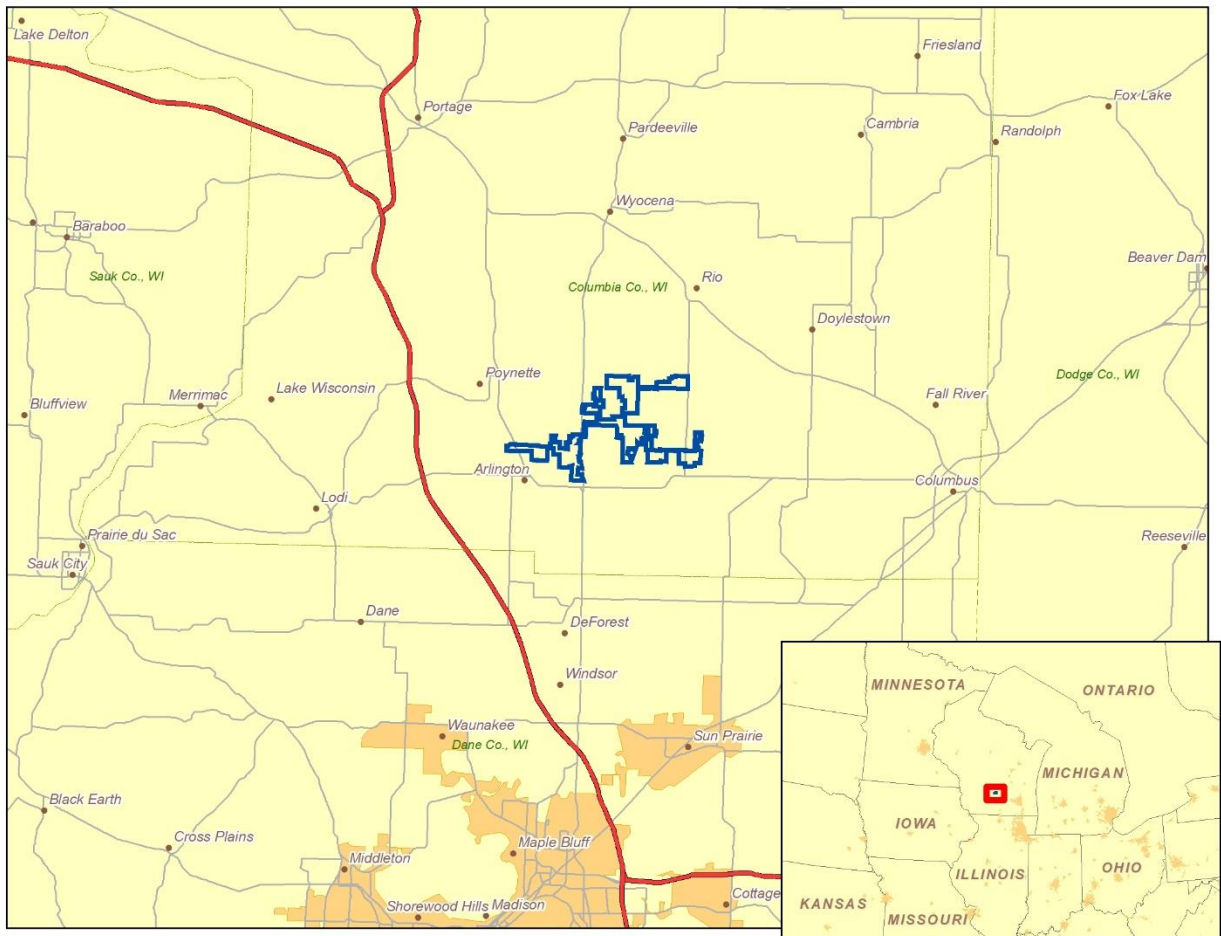 Lake Delton
Friesland
Portage
Fox Lake
Pardeeville
Cambria
Randolph
Wyocena
Baraboo
Beaver Dam
Sauk Co., WI
Columbia Co., WI
Rio
Doylestown
Poynette
Dodge Co., WI
Lake Wisconsin
Merrimac
Bluffview
Fall River
Arlington
Columbus
Lodi
Prairie du Sac
Reeseville
Sauk City
Dane
DeForest
Windsor
Waunakee
Dane Co., WI
Sun Prairie
Black Earth
Cross Plains
Maple Bluff
Middleton
Shorewood Hills
Madison
Cottage
MINNESOTA
ONTARIO
MICHIGAN
IOWA
ILLINOIS
OHIO
KANSAS
MISSOURI